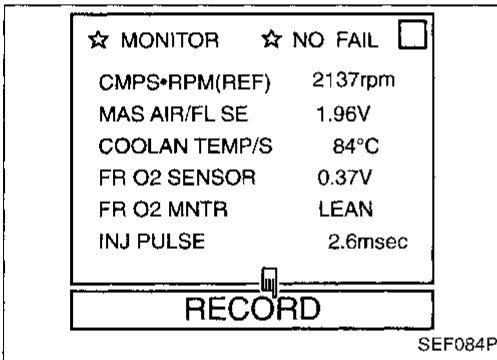 ☆ MONITOR ☆ NO FAIL
CMPS•RPM(REF) 2137rpm
MAS AIR/FL SE 1.96V
COOLAN TEMP/S 84°C
FR O2 SENSOR 0.37V
FR O2 MNTR LEAN
INJ PULSE 2.6msec
RECORD
SEF084P